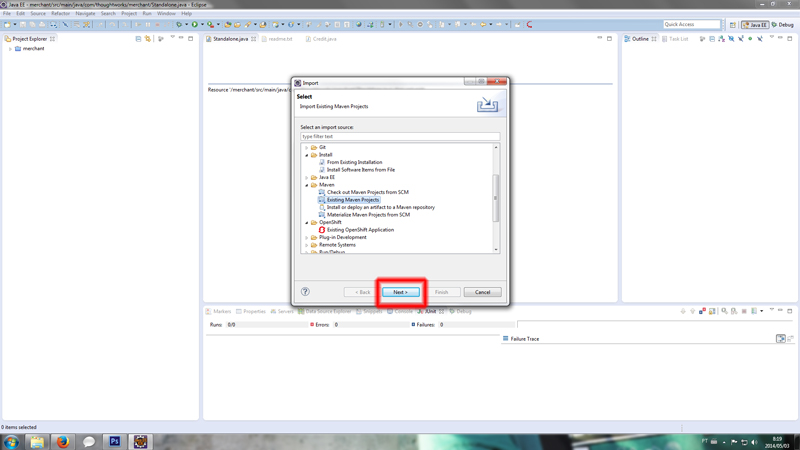 Java EE - merchant/src/main/java/com/thoughtworks/merchant/Standalone.java - Eclipse
File Edit Source Refactor Navigate Search Project Run Window Help
Quick Access
Java EE
Debug
Project Explorer
merchant
Standalone.java
readme.txt
Credit.java
Outline
Task List
Resource '/merchant/src/main/java/
Import
Select
Import Existing Maven Projects
Select an import source:
type filter text
Git
Install
From Existing Installation
Install Software Items from File
Java EE
Maven
Check out Maven Projects from SCM
Existing Maven Projects
Install or deploy an artifact to a Maven repository
Materialize Maven Projects from SCM
OpenShift
Existing OpenShift Application
Plug-in Development
Remote Systems
Run/Debug
< Back
Next >
Finish
Cancel
Markers
Properties
Servers
Data Source Explorer
Snippets
Console
JUnit
Debug
Runs: 0/0
Errors: 0
Failures: 0
Failure Trace
0 items selected
Ps
PT
8:19
2014/05/03